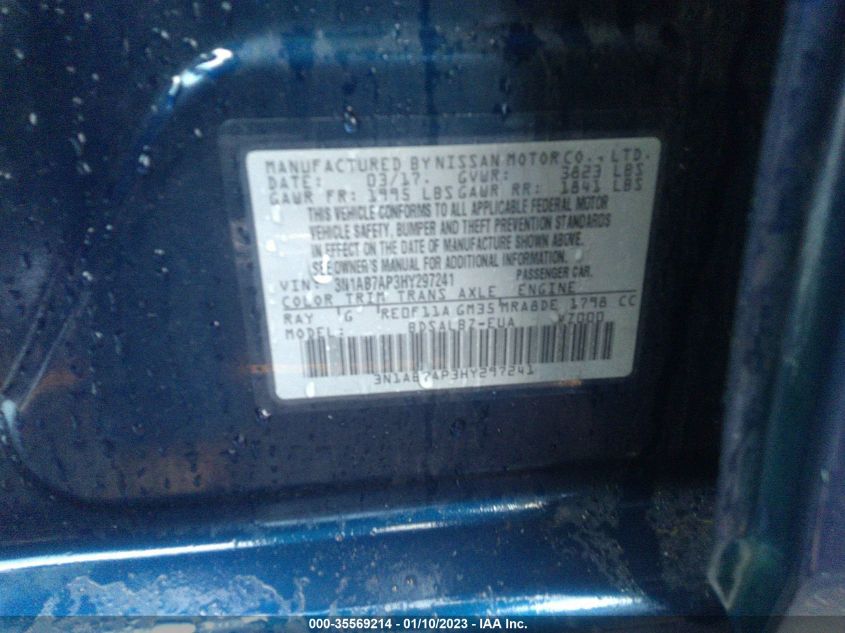 MANUFACTURED BY NISSAN MOTOR CO., LTD.
DATE: 03/17. GVWR: 3823 LBS
GAWR FR: 1995 LBS GAWR RR: 1841 LBS
THIS VEHICLE CONFORMS TO ALL APPLICABLE FEDERAL MOTOR
VEHICLE SAFETY, BUMPER AND THEFT PREVENTION STANDARDS
IN EFFECT ON THE DATE OF MANUFACTURE SHOWN ABOVE.
SEE OWNER'S MANUAL FOR ADDITIONAL INFORMATION.
VIN: 3N1AB7AP3HY297241 PASSENGER CAR.
COLOR TRIM TRANS AXLE ENGINE
RAY G RE0F11A GM35 MRA8DE 1798 CC
MODEL: BDSALB7-EUA V7000
3N1AB7AP3HY297241
000-35569214 - 01/10/2023 - IAA Inc.